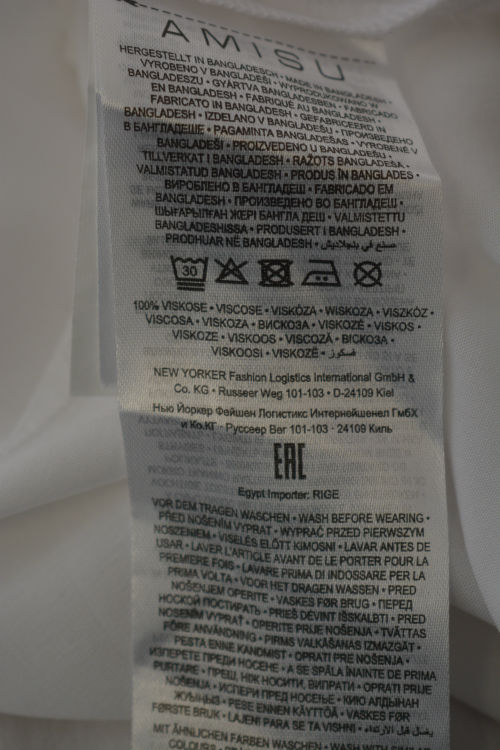 AMISU
HERGESTELLT IN BANGLADESCH • MADE IN BANGLADESH •
VYROBENO V BANGLADÉŠI • WYPRODUKOWANO W
BANGLADESZU • GYÁRTVA BANGLADESBEN • FABRICADO
EN BANGLADESH • FABRIQUÉ AU BANGLADESH •
FABRICATO IN BANGLADESH • GEFABRICEERD IN
BANGLADESH • IZDELANO V BANGLADEŠU • ПРОИЗВЕДЕНО
В БАНГЛАДЕШЕ • PAGAMINTA BANGLADEŠAS • VYROBENÉ V
BANGLADÉŠI • PROIZVEDENO U BANGLADEŠU •
TILLVERKAT I BANGLADESH • RAŽOTS BANGLADEŠA •
VALMISTATUD BANGLADESH • PRODUS ÎN BANGLADES •
ВИРОБЛЕНО В БАНГЛАДЕШ • FABRICADO EM
BANGLADESH • ПРОИЗВЕДЕНО ВО БАНГЛАДЕШ •
ШЫҒАРЫЛҒАН ЖЕРІ БАНГЛА ДЕШ • VALMISTETTU
BANGLADESHISSA • PRODUSERT I BANGLADESH •
PRODHUAR NË BANGLADESH • صنع في بنجلاديش
30
100% VISKOSE • VISCOSE • VISKÓZA • WISKOZA • VISZKÓZ •
VISCOSA • VISKOZA • ВИСКОЗА • VISKOZĖ • VISKOS •
VISKOZE • VISKOOS • VISCOZĂ • ВІСКОЗА •
VISKOOSI • VISKOZË • فسكوز
NEW YORKER Fashion Logistics International GmbH &
Co. KG • Russeer Weg 101-103 • D-24109 Kiel
Нью Йоркер Фейшен Логистикс Интернейшенел ГмбХ
и Ко.КГ • Руссеер Вег 101-103 • 24109 Киль
EAC
Egypt Importer: RIGE
VOR DEM TRAGEN WASCHEN • WASH BEFORE WEARING •
PŘED NOŠENÍM VYPRAT • WYPRAĆ PRZED PIERWSZYM
NOSZENIEM • VISELÉS ELŐTT KIMOSNI • LAVAR ANTES DE
USAR • LAVER L'ARTICLE AVANT DE LE PORTER POUR LA
PREMIERE FOIS • LAVARE PRIMA DI INDOSSARE PER LA
PRIMA VOLTA • VOOR HET DRAGEN WASSEN • PRED
NOŠENJEM OPERITE • VASKES FØR BRUG • ПЕРЕД
НОСКОЙ ПОСТИРАТЬ • PRIEŠ DĖVINT IŠSKALBTI • PRED
NOSENÍM VYPRAŤ • OPERITE PRIJE NOŠENJA • TVÄTTAS
FÖRE ANVÄNDNING • PIRMS VALKĀŠANAS IZMAZGĀT •
PESTA ENNE KANDMIST • OPRATI PRE NOŠENJA •
ИЗПЕРЕТЕ ПРЕДИ НОСЕНЕ • A SE SPĂLA ÎNAINTE DE PRIMA
PURTARE • ПРЕШ, НІЖ НОСИТИ, ВИПРАТИ • OPRATI PRIJE
NOŠENJA • ИСПЕРИ ПРЕД НОСЕЊЕ • КИЮ АЛДЫНДА
ЖУЫҢЫЗ • PESE ENNEN KÄYTTÖÄ • VASKES FØR
FØRSTE BRUK • LAJENI PARA SE TA VISHNI • يغسل قبل الارتداء
MIT ÄHNLICHEN FARBEN WASCHEN • WASH WITH
COLOURS